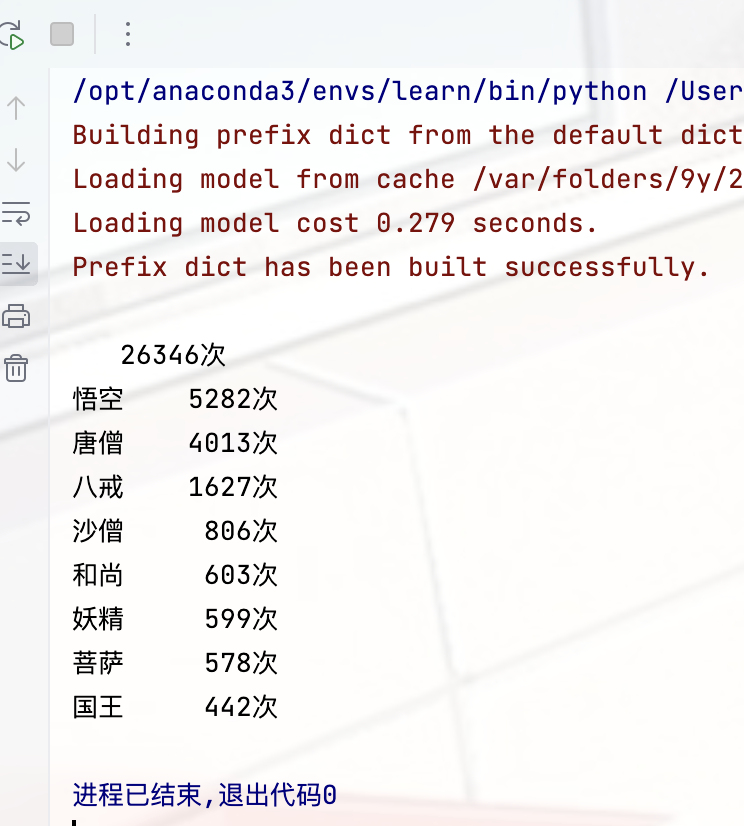 /opt/anaconda3/envs/learn/bin/python /User
Building prefix dict from the default dict
Loading model from cache /var/folders/9y/2
Loading model cost 0.279 seconds.
Prefix dict has been built successfully.
26346次
悟空 5282次
唐僧 4013次
八戒 1627次
沙僧 806次
和尚 603次
妖精 599次
菩萨 578次
国王 442次
进程已结束,退出代码0